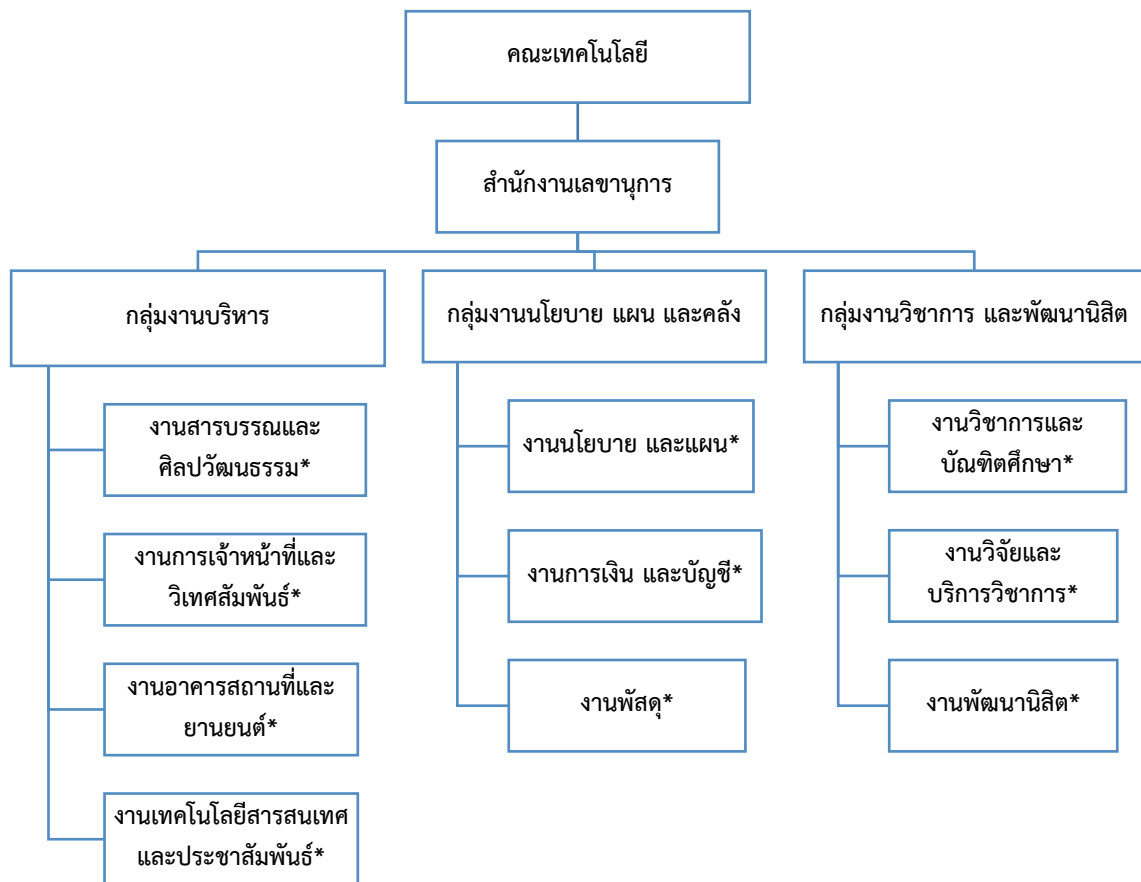 คณะเทคโนโลยี
สำนักงานเลขานุการ
กลุ่มงานบริหาร
งานสารบรรณและ
ศิลปวัฒนธรรม*
งานการเจ้าหน้าที่และ
วิเทศสัมพันธ์*
งานอาคารสถานที่และ
ยานยนต์*
งานเทคโนโลยีสารสนเทศ
และประชาสัมพันธ์*
กลุ่มงานนโยบาย แผน และคลัง
งานนโยบาย และแผน*
งานการเงิน และบัญชี*
งานพัสดุ*
กลุ่มงานวิชาการ และพัฒนานิสิต
งานวิชาการและ
บัณฑิตศึกษา*
งานวิจัยและ
บริการวิชาการ*
งานพัฒนานิสิต*